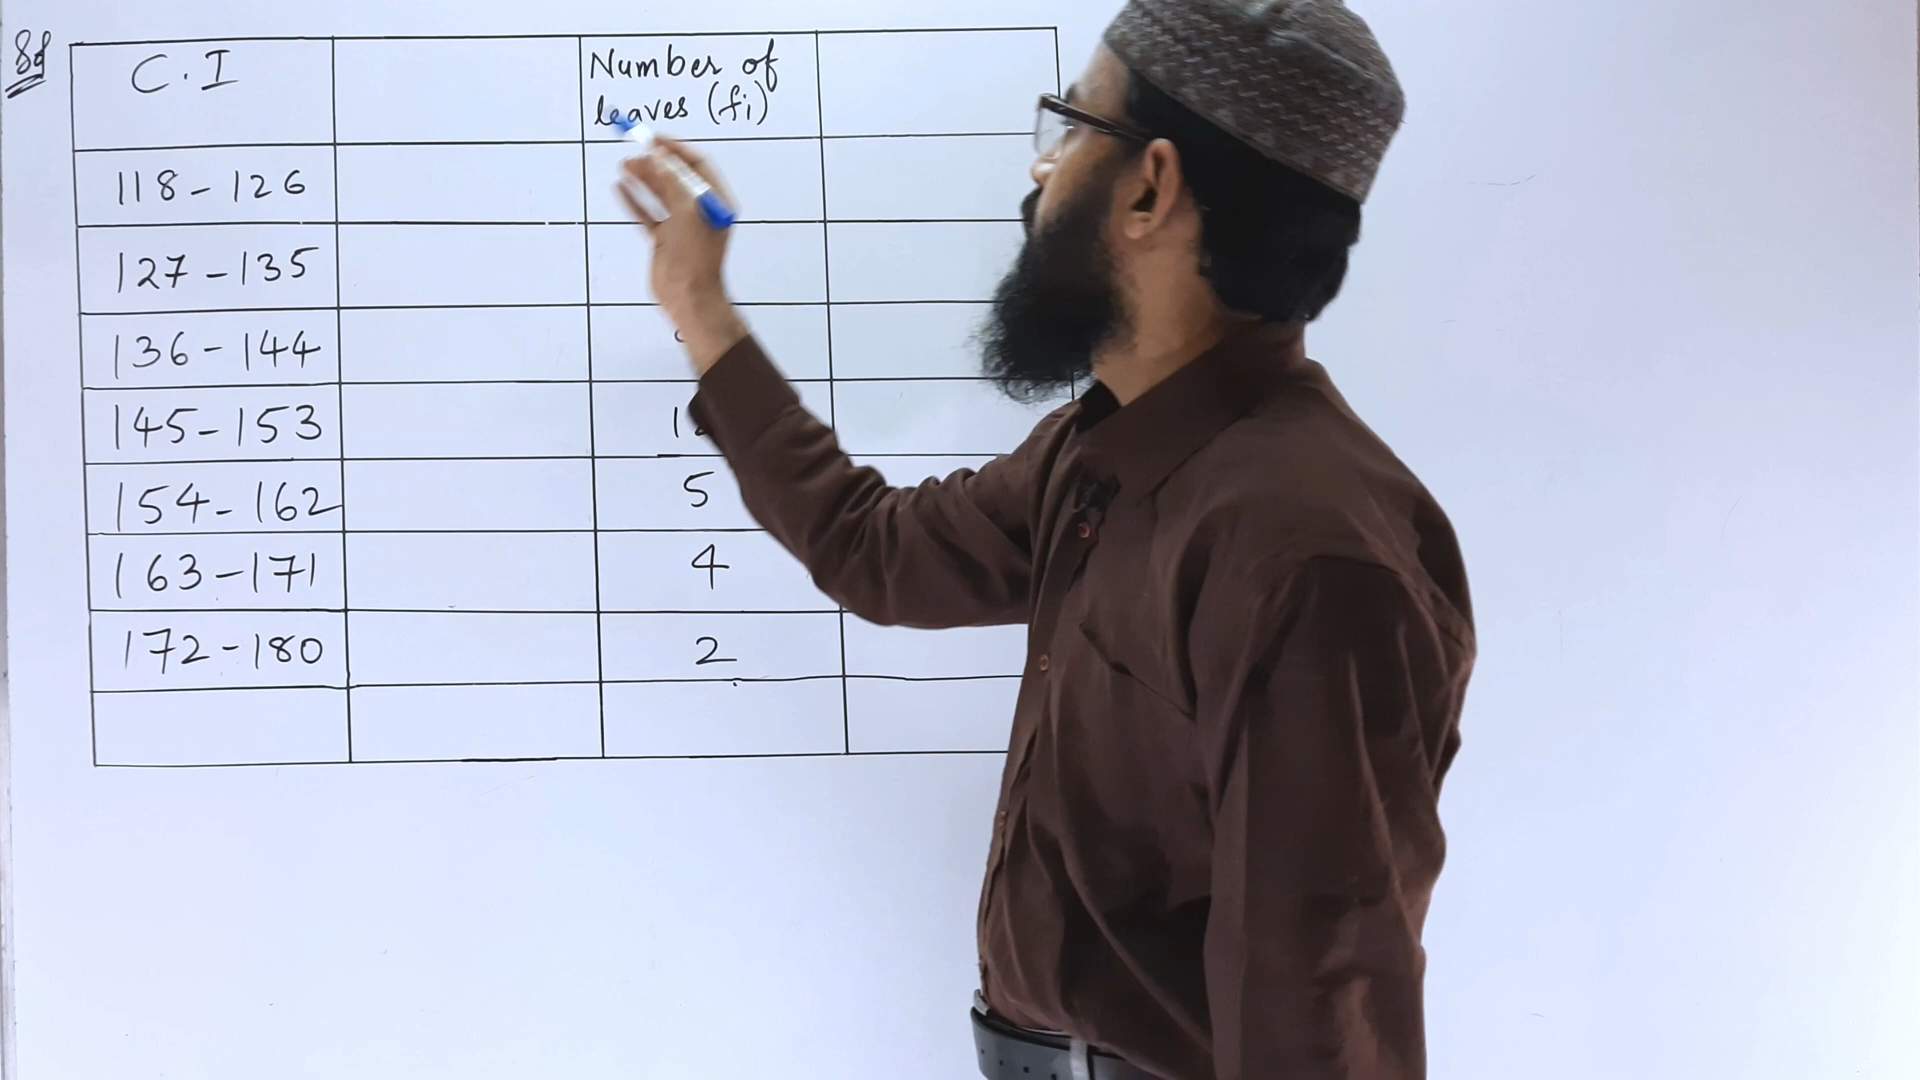 Sol
C.I
Number of
leaves (fi)
118-126
127-135
136-144
145-153
154-162 5
163-171 4
172-180 2